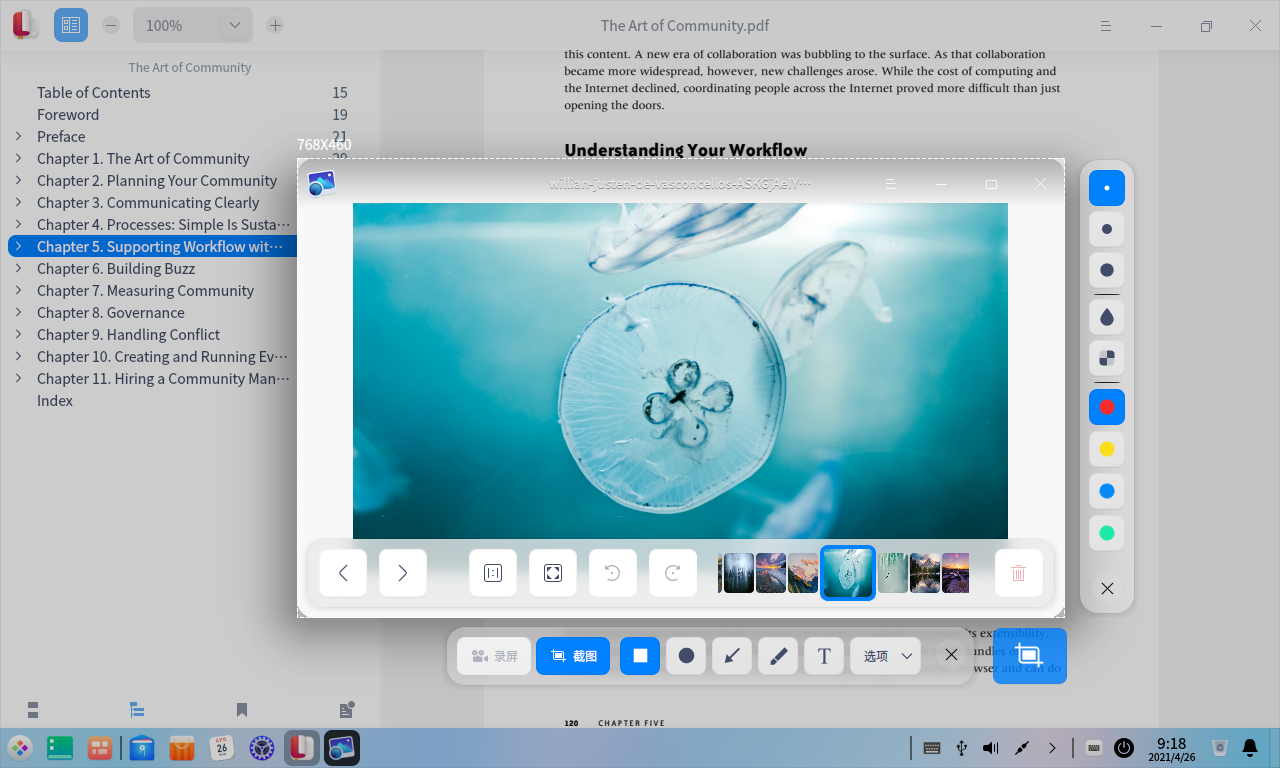 100%
The Art of Community.pdf
The Art of Community
Table of Contents 15
Foreword 19
Preface 21
Chapter 1. The Art of Community 29
Chapter 2. Planning Your Community
Chapter 3. Communicating Clearly
Chapter 4. Processes: Simple Is Susta···
Chapter 5. Supporting Workflow wit···
Chapter 6. Building Buzz
Chapter 7. Measuring Community
Chapter 8. Governance
Chapter 9. Handling Conflict
Chapter 10. Creating and Running Ev···
Chapter 11. Hiring a Community Man···
Index
this content. A new era of collaboration was bubbling to the surface. As that collaboration
became more widespread, however, new challenges arose. While the cost of computing and
the Internet declined, coordinating people across the Internet proved more difficult than just
opening the doors.
Understanding Your Workflow
768X460
willian-justen-de-vasconcellos-ASKGjAeIY···
1:1
its extensibility.
and can do
录屏
截图
T
选项
120 CHAPTER FIVE
APR
26
9:18
2021/4/26